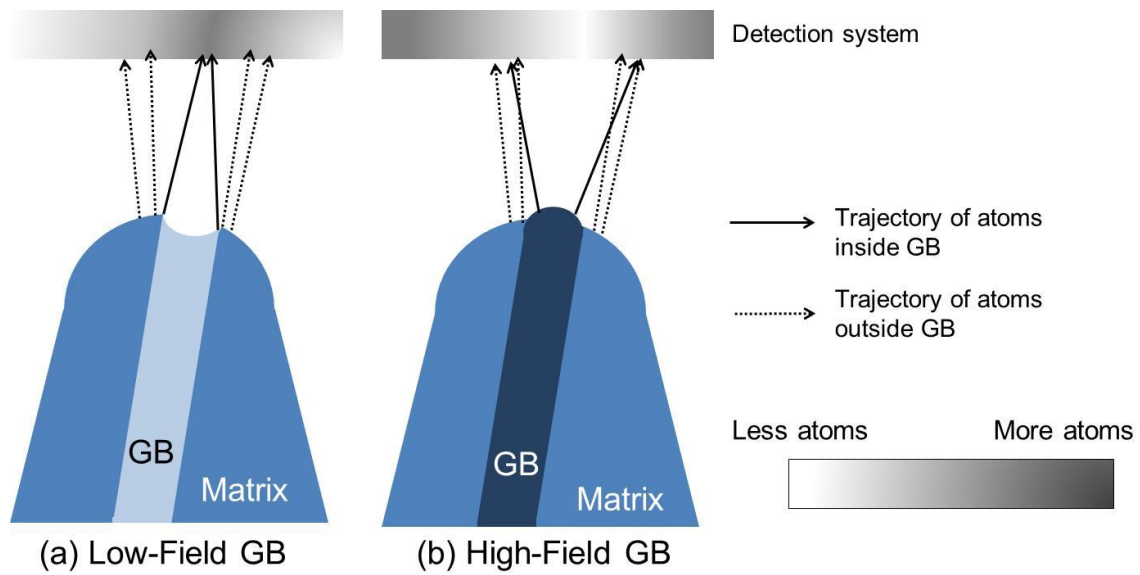 Detection system
Trajectory of atoms
inside GB
Trajectory of atoms
outside GB
Less atoms More atoms
GB
Matrix
GB
Matrix
(a) Low-Field GB
(b) High-Field GB